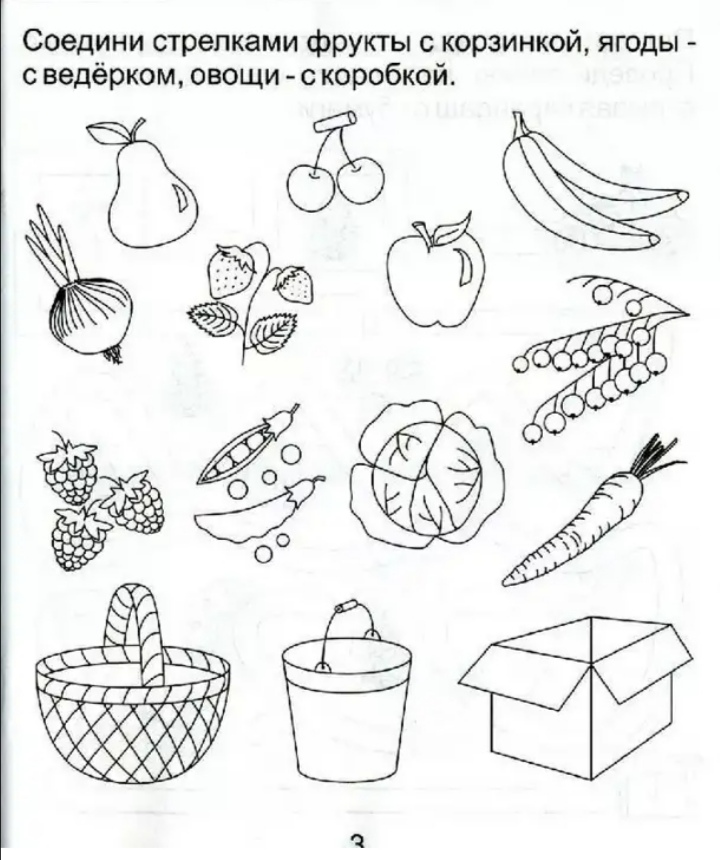 Соедини стрелками фрукты с корзинкой, ягоды -
с ведёрком, овощи - с коробкой.
3